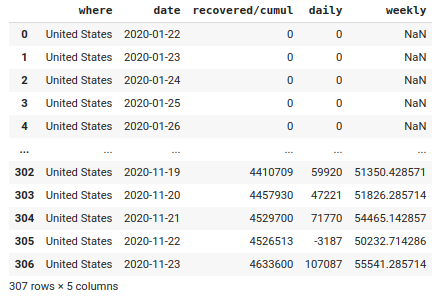 where date recovered/cumul daily weekly
0 United States 2020-01-22 0 0 NaN
1 United States 2020-01-23 0 0 NaN
2 United States 2020-01-24 0 0 NaN
3 United States 2020-01-25 0 0 NaN
4 United States 2020-01-26 0 0 NaN
... ... ... ... ... ...
302 United States 2020-11-19 4410709 59920 51350.428571
303 United States 2020-11-20 4457930 47221 51826.285714
304 United States 2020-11-21 4529700 71770 54465.142857
305 United States 2020-11-22 4526513 -3187 50232.714286
306 United States 2020-11-23 4633600 107087 55541.285714
307 rows × 5 columns